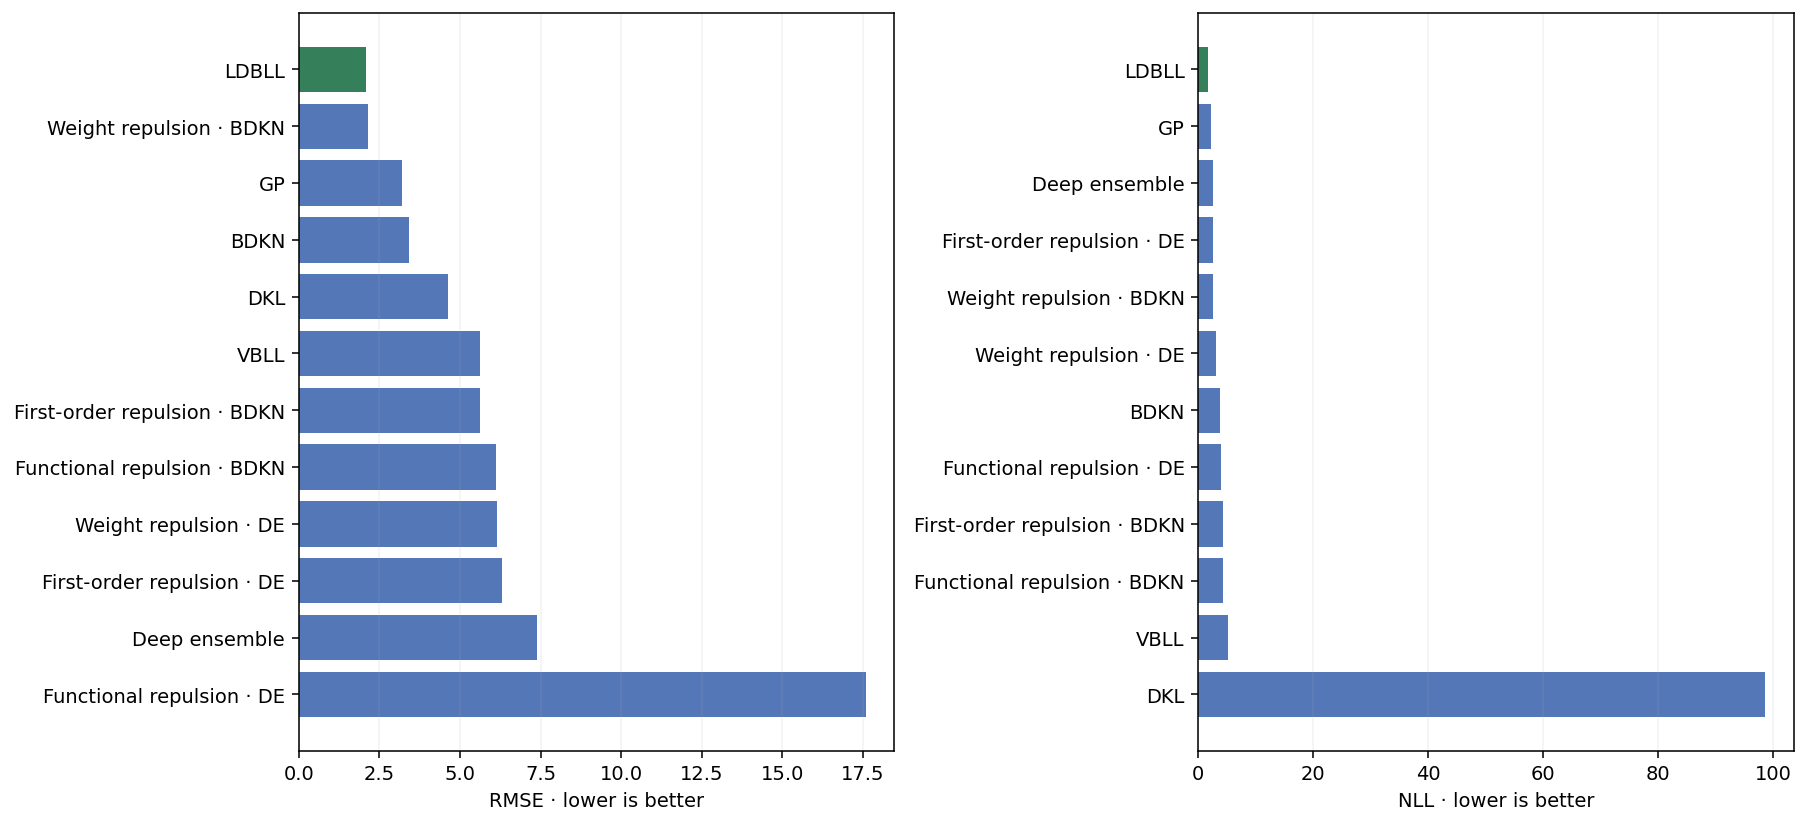 LDBLL
Weight repulsion · BDKN
GP
BDKN
DKL
VBLL
First-order repulsion · BDKN
Functional repulsion · BDKN
Weight repulsion · DE
First-order repulsion · DE
Deep ensemble
Functional repulsion · DE
0.0 2.5 5.0 7.5 10.0 12.5 15.0 17.5
RMSE · lower is better
LDBLL
GP
Deep ensemble
First-order repulsion · DE
Weight repulsion · BDKN
Weight repulsion · DE
BDKN
Functional repulsion · DE
First-order repulsion · BDKN
Functional repulsion · BDKN
VBLL
DKL
0 20 40 60 80 100
NLL · lower is better